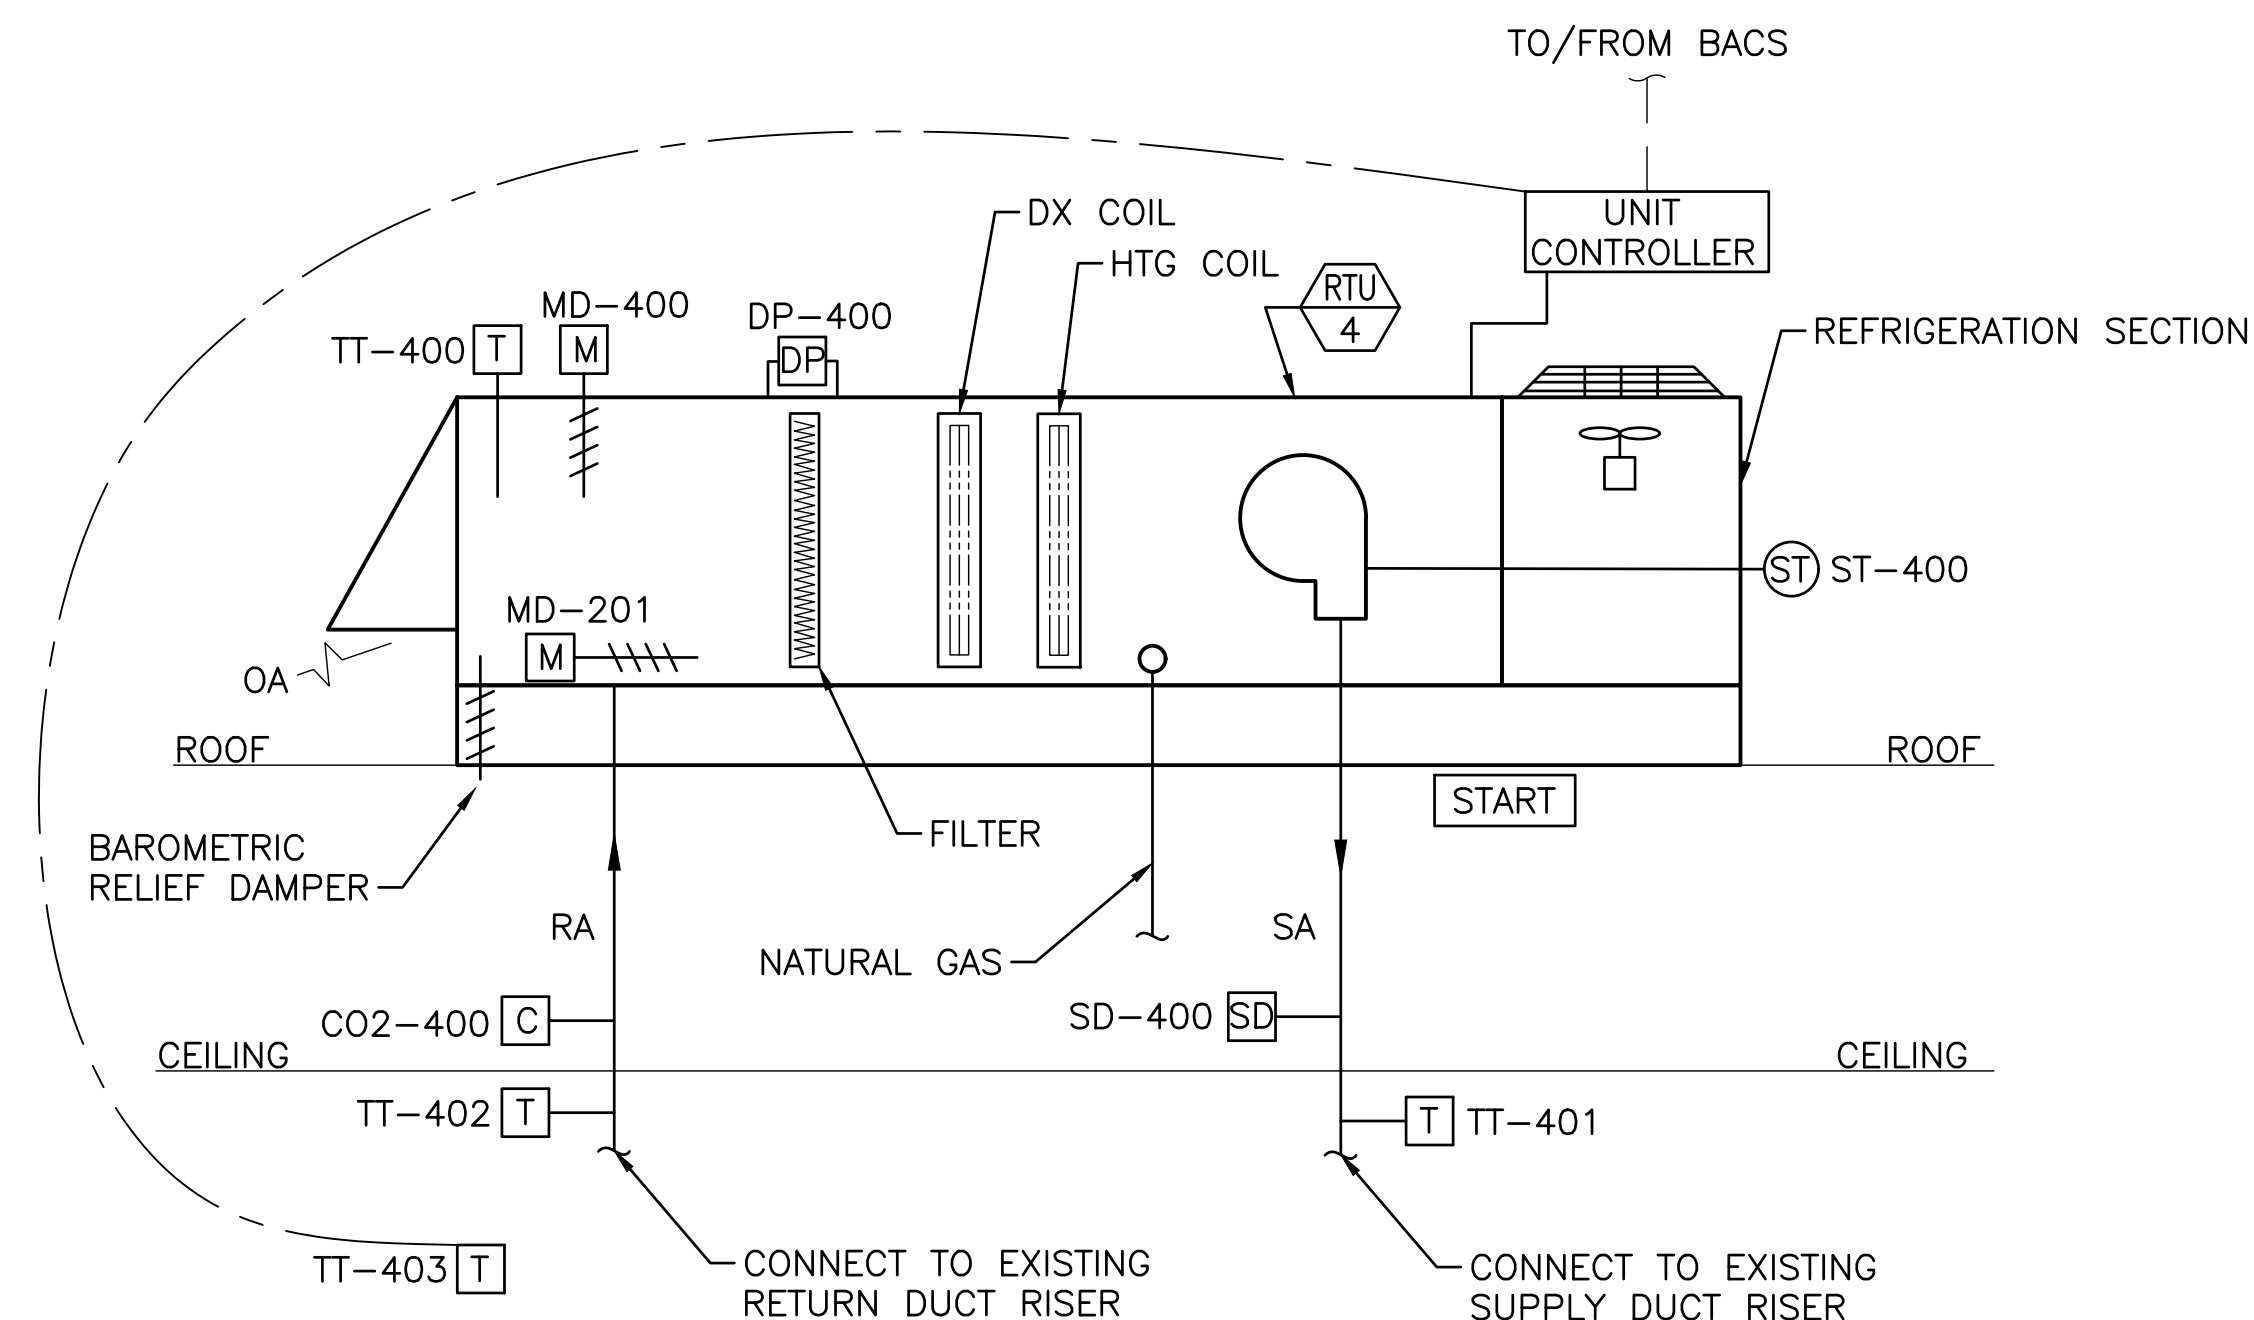 TO/FROM BACS
UNIT
CONTROLLER
DX COIL
HTG COIL
RTU
4
MD-400
DP-400
TT-400
T
M
DP
REFRIGERATION SECTION
ST
ST-400
MD-201
M
OA
ROOF
ROOF
START
FILTER
BAROMETRIC
RELIEF DAMPER
RA
SA
NATURAL GAS
CO2-400
C
SD-400
SD
CEILING
CEILING
TT-402
T
T
TT-401
TT-403
T
CONNECT TO EXISTING
RETURN DUCT RISER
CONNECT TO EXISTING
SUPPLY DUCT RISER